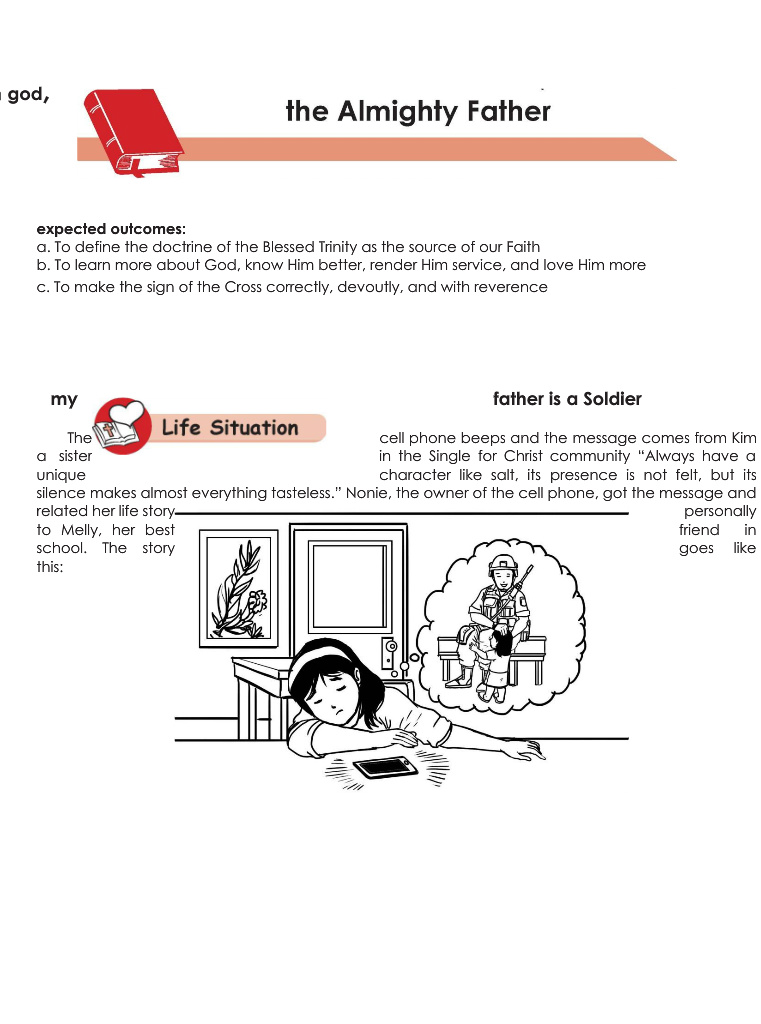 god,
the Almighty Father
expected outcomes:
a. To define the doctrine of the Blessed Trinity as the source of our Faith
b. To learn more about God, know Him better, render Him service, and love Him more
c. To make the sign of the Cross correctly, devoutly, and with reverence
my father is a Soldier
Life Situation
The cell phone beeps and the message comes from Kim
a sister in the Single for Christ community “Always have a
unique character like salt, its presence is not felt, but its
silence makes almost everything tasteless.” Nonie, the owner of the cell phone, got the message and
related her life story personally
to Melly, her best friend in
school. The story goes like
this: